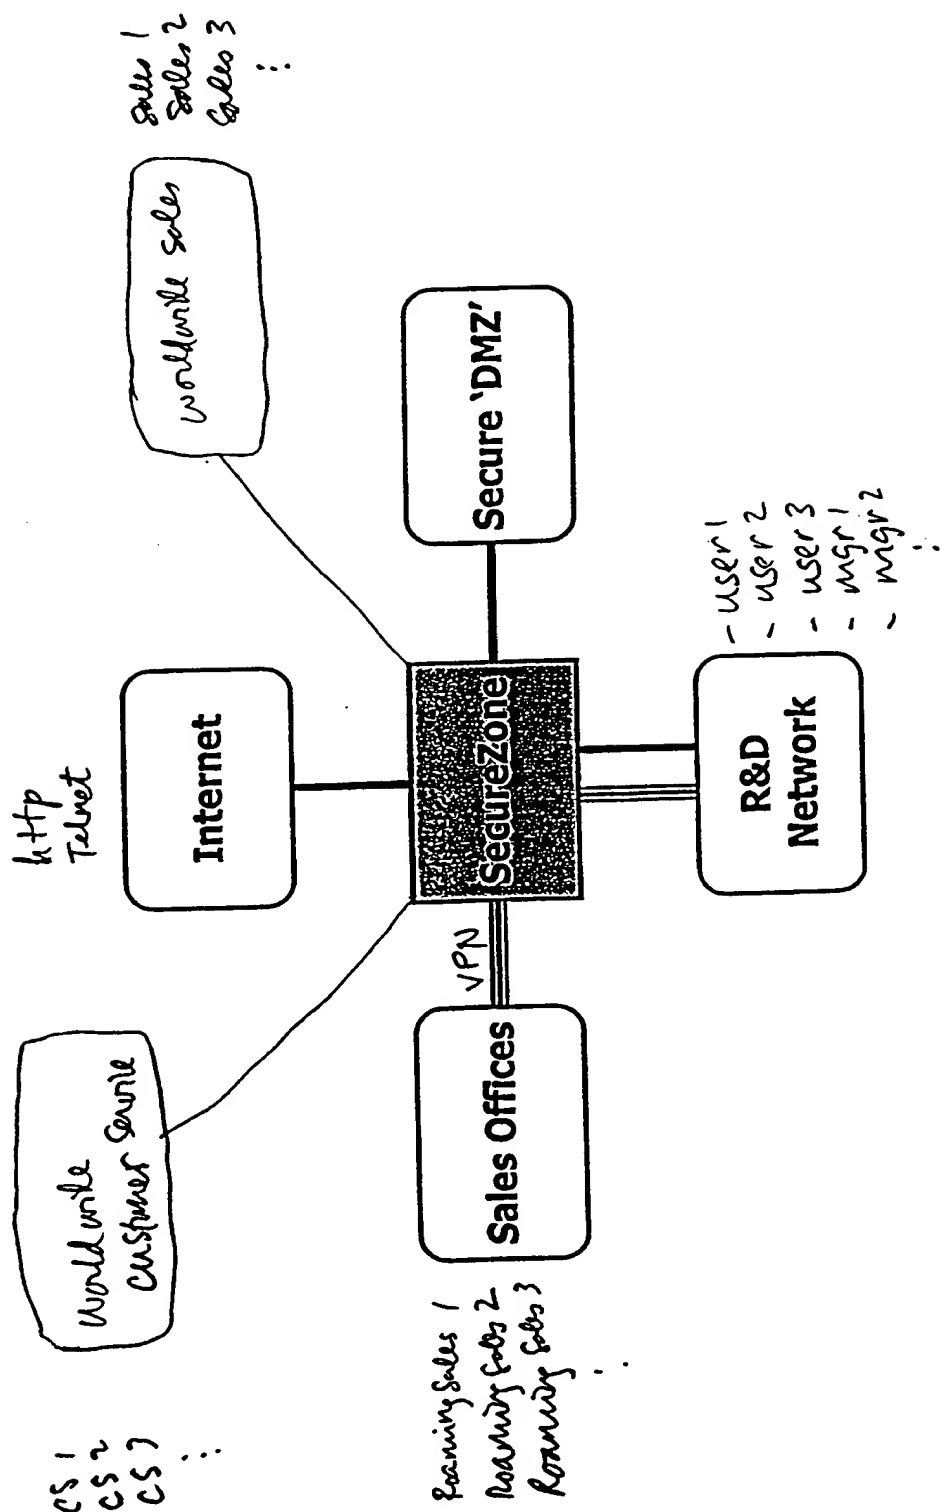 CS 1
CS 2
CS 3
:
worldwide
customer service
http
Telnet
Internet
worldwide sales
Sales 1
Sales 2
Sales 3
:
Roaming Sales 1
Roaming Sales 2
Roaming Sales 3
:
Sales Offices
VPN
SecureZone
Secure 'DMZ'
R&D
Network
- user 1
- user 2
- user 3
- mgr 1
- mgr 2
: